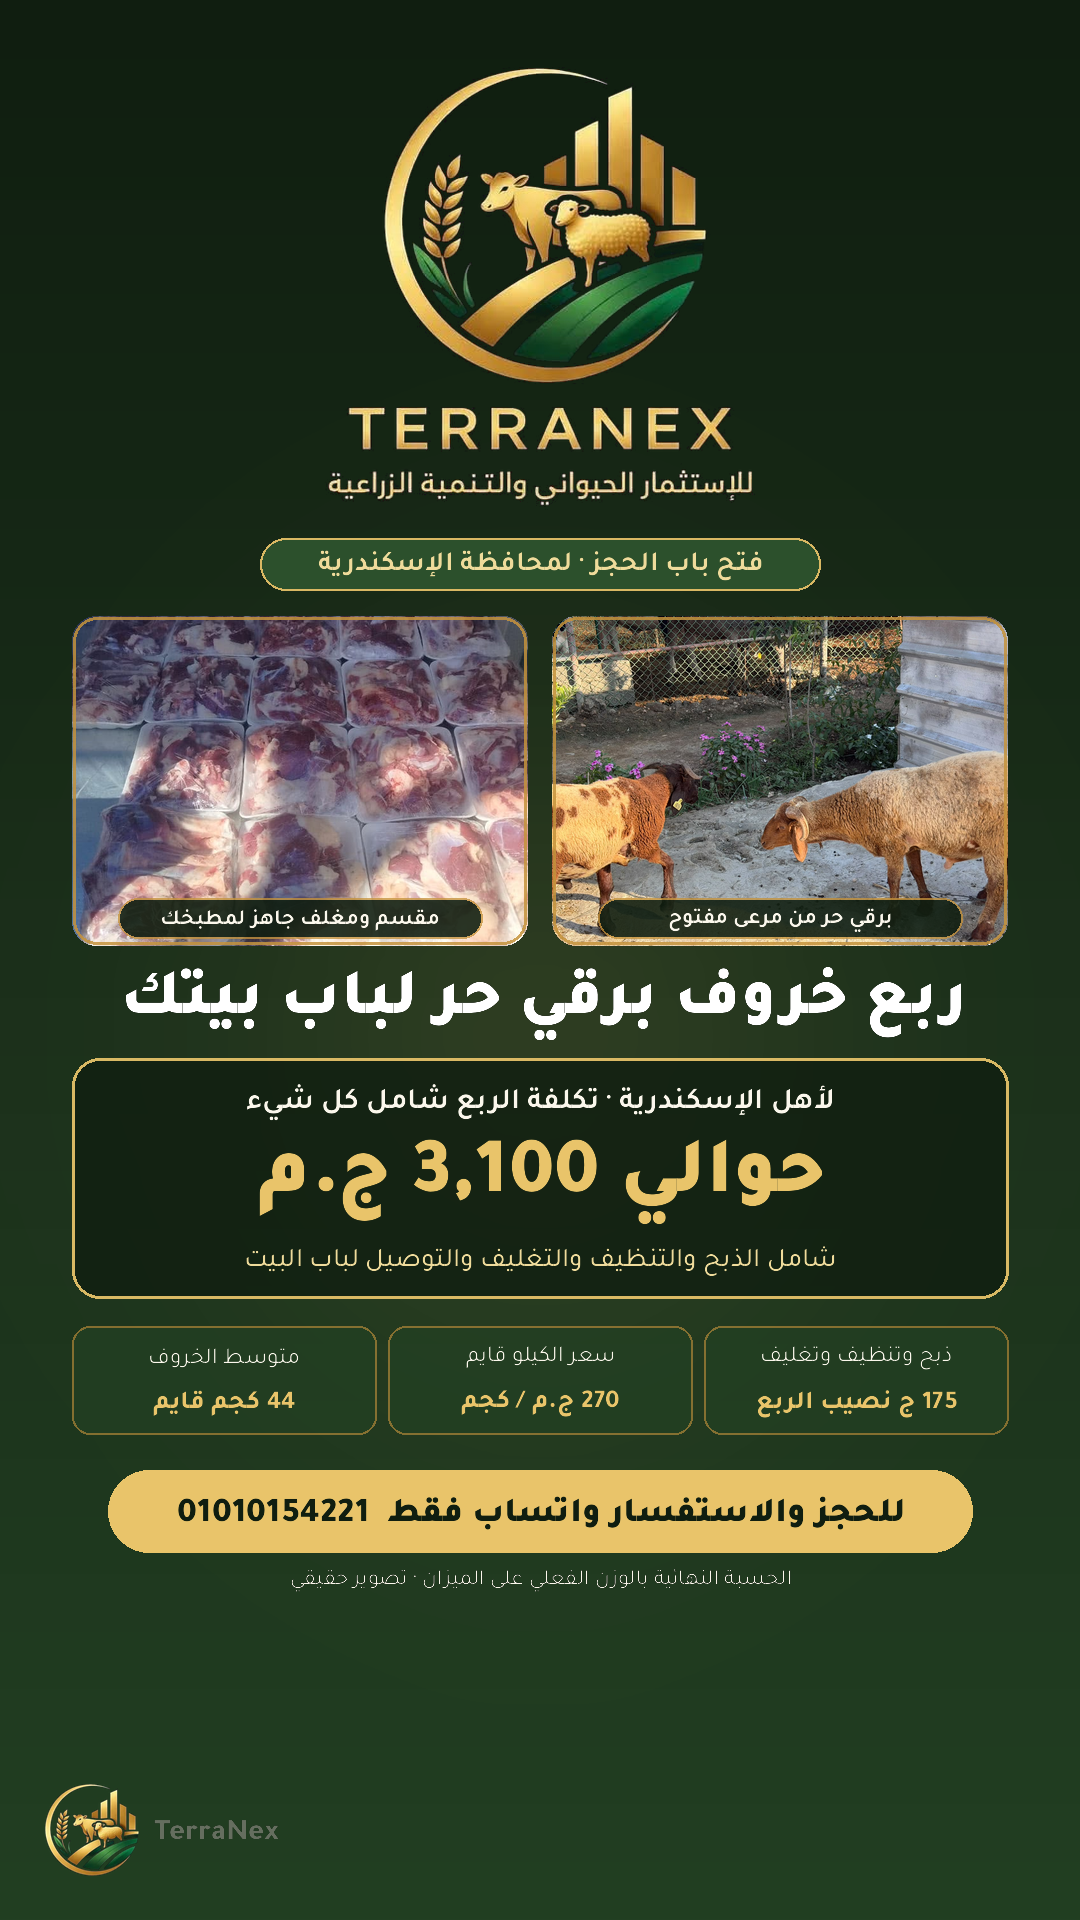 TERRANEX
للإستثمار الحيواني والتنمية الزراعية
فتح باب الحجز · لمحافظة الإسكندرية
برقي حر من مرعى مفتوح
مقسم ومغلف جاهز لمطبخك
ربع خروف برقي حر لباب بيتك
لأهل الإسكندرية · تكلفة الربع شامل كل شيء
حوالي 3,100 ج.م
شامل الذبح والتنظيف والتغليف والتوصيل لباب البيت
ذبح وتنظيف وتغليف
175 ج نصيب الربع
سعر الكيلو قايم
270 ج.م / كجم
متوسط الخروف
44 كجم قايم
للحجز والاستفسار واتساب فقط 01010154221
الحسبة النهائية بالوزن الفعلي على الميزان · تصوير حقيقي
TerraNex